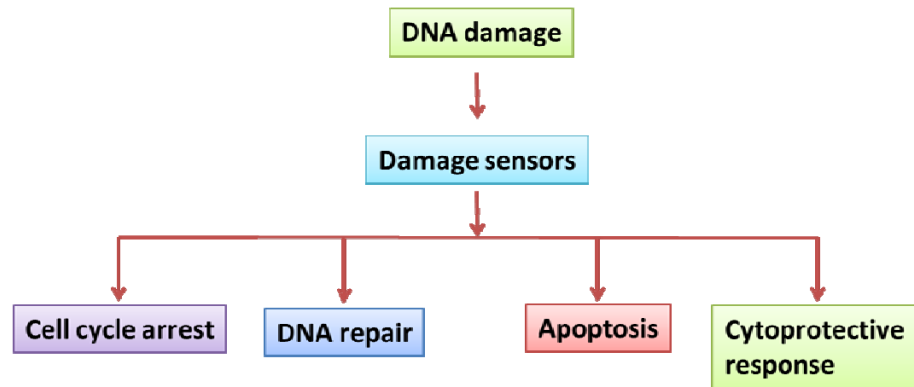 DNA damage
Damage sensors
Cell cycle arrest
DNA repair
Apoptosis
Cytoprotective
response